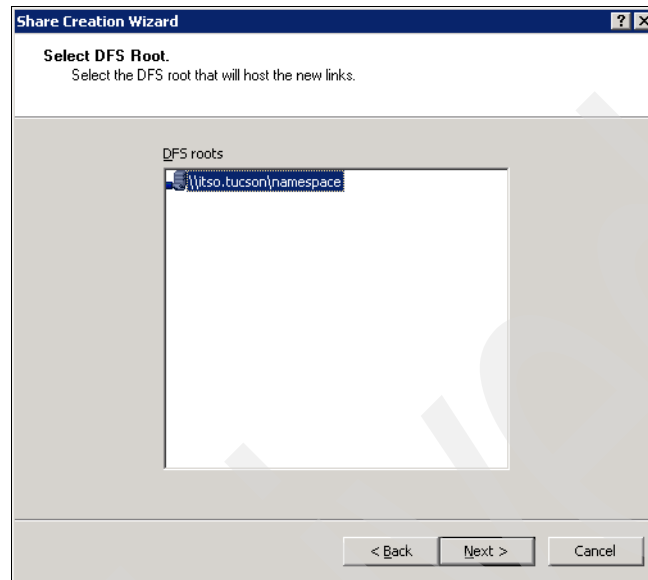 Share Creation Wizard
Select DFS Root.
Select the DFS root that will host the new links.
DFS roots
\\itso.tucson\namespace
< Back
Next >
Cancel